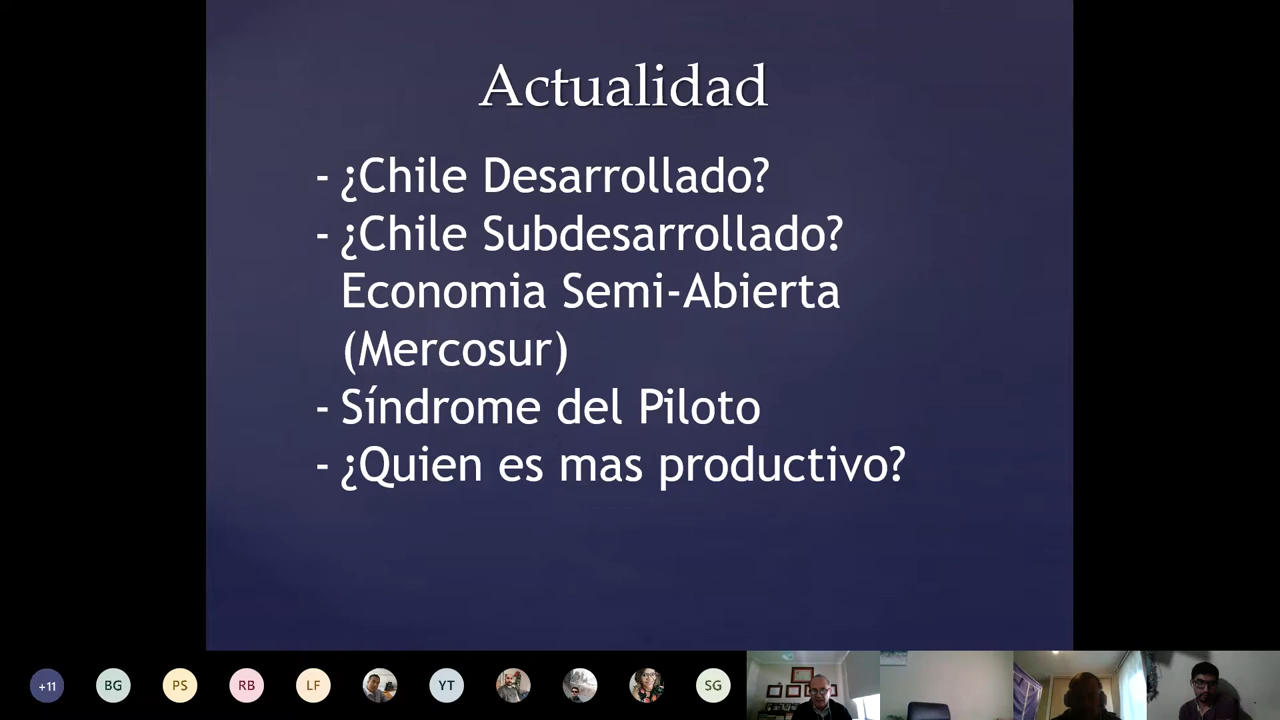 Actualidad
- ¿Chile Desarrollado?
- ¿Chile Subdesarrollado?
Economia Semi-Abierta
(Mercosur)
- Síndrome del Piloto
- ¿Quien es mas productivo?
+11 BG PS RB LF YT SG